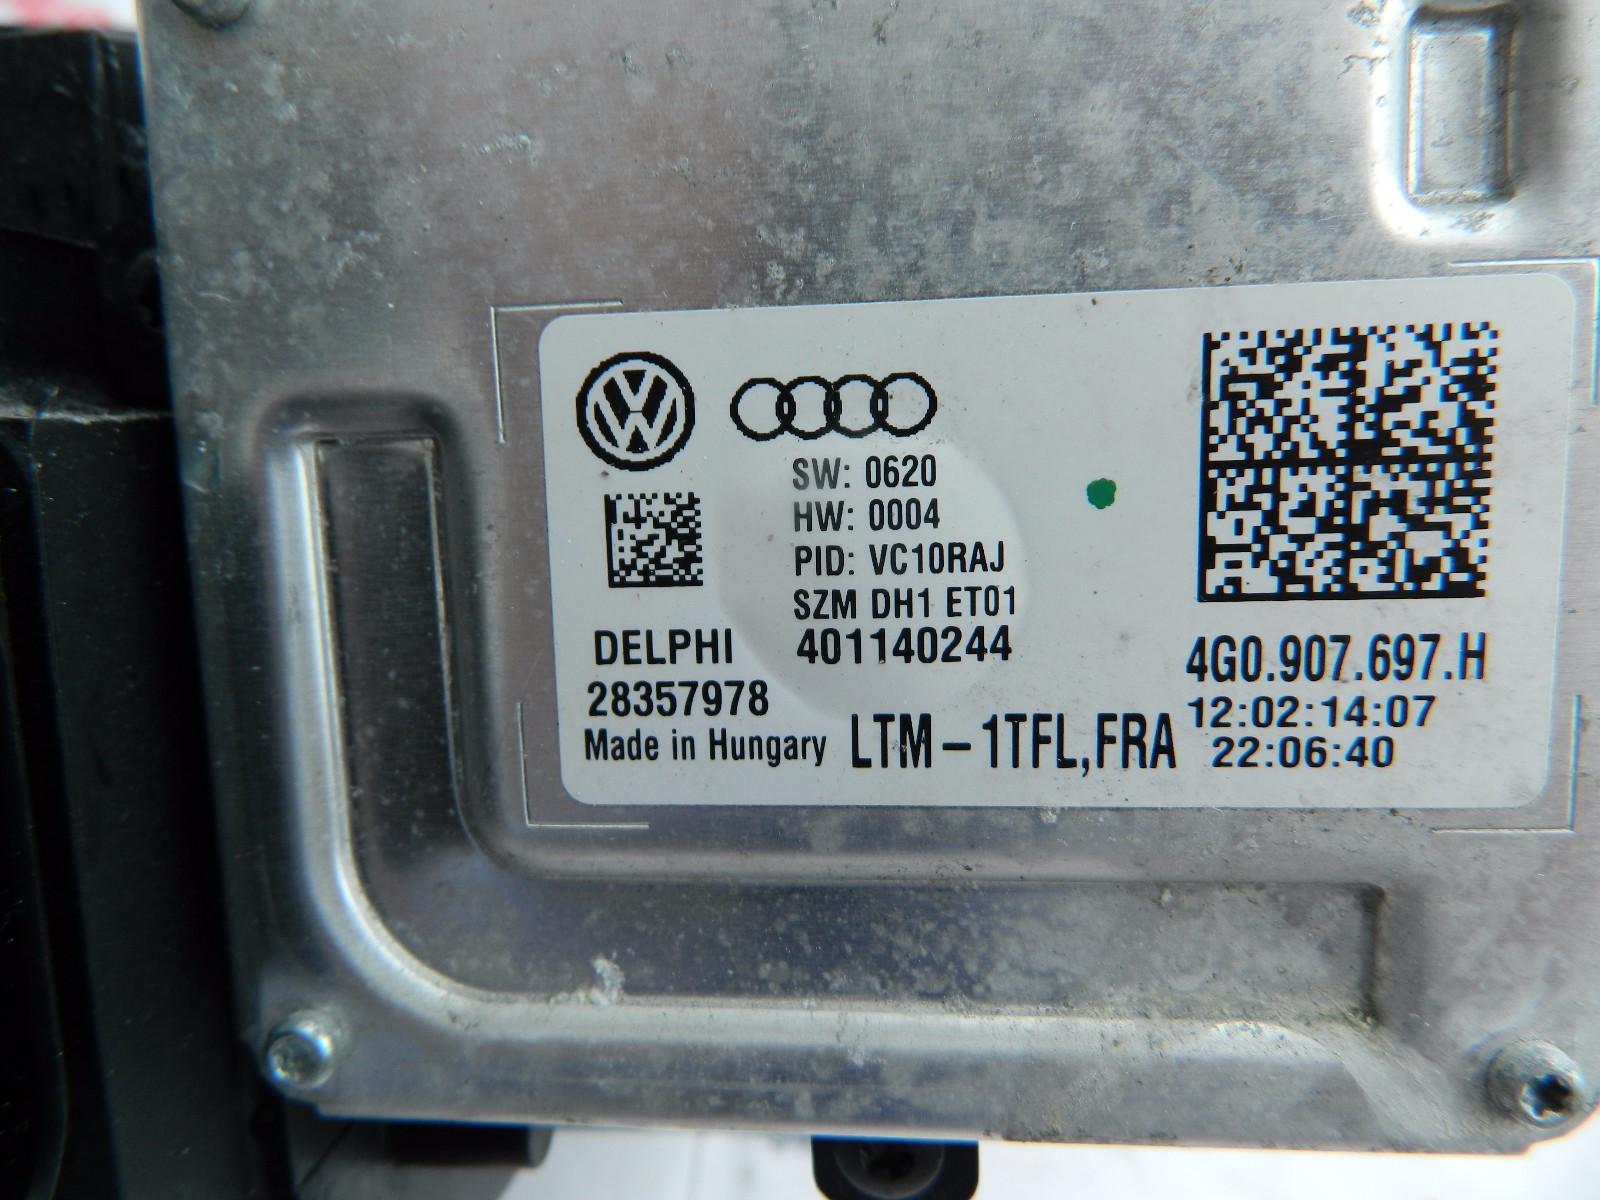 SW: 0620
HW: 0004
PID: VC10RAJ
SZM DH1 ET01
DELPHI 401140244
28357978
Made in Hungary
LTM-1TFL,FRA
4G0.907.697.H
12:02:14:07
22:06:40